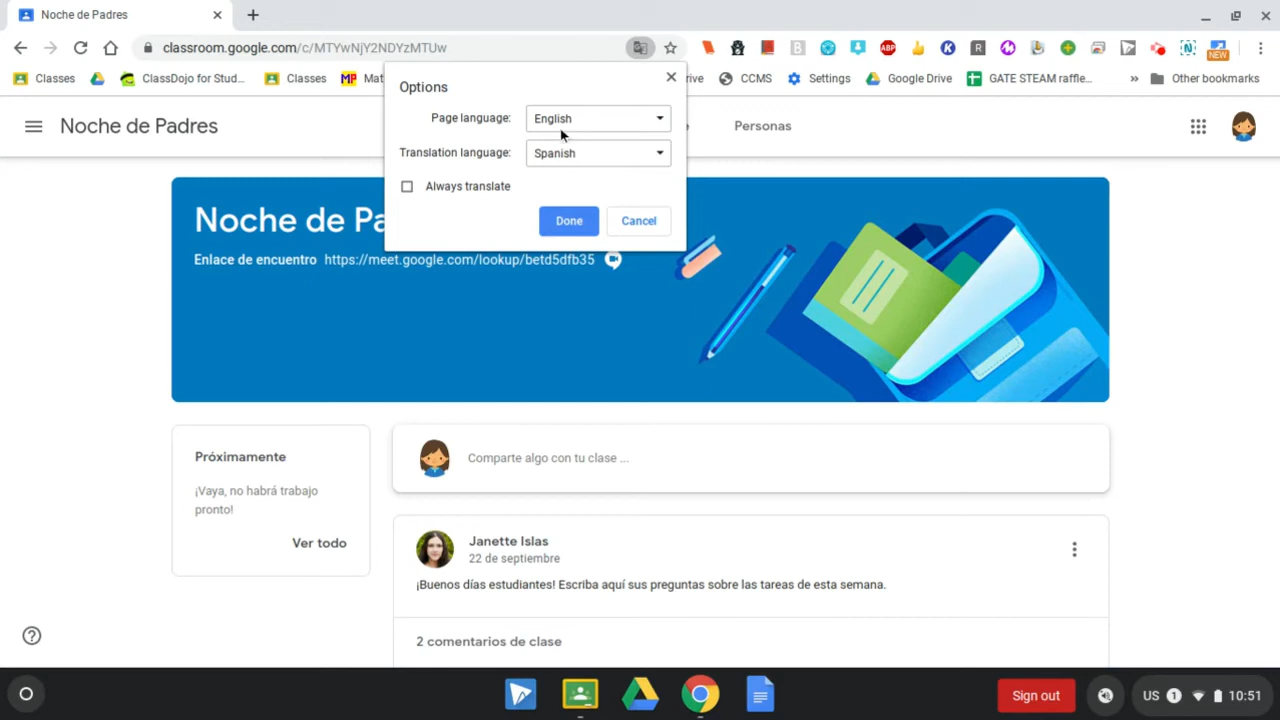 Noche de Padres
classroom.google.com/c/MTYwNjY2NDYzMTUw
ABP
NEW
Classes
ClassDojo for Stud...
Classes
MP Mat
rive
CCMS
Settings
Google Drive
GATE STEAM raffle...
»
Other bookmarks
Options
Page language: English
Translation language: Spanish
Always translate
Done Cancel
Noche de Padres
Personas
Noche de Pa
Enlace de encuentro https://meet.google.com/lookup/betd5dfb35
Próximamente
¡Vaya, no habrá trabajo
pronto!
Ver todo
Comparte algo con tu clase ...
Janette Islas
22 de septiembre
¡Buenos días estudiantes! Escriba aquí sus preguntas sobre las tareas de esta semana.
2 comentarios de clase
Sign out
US 1 10:51